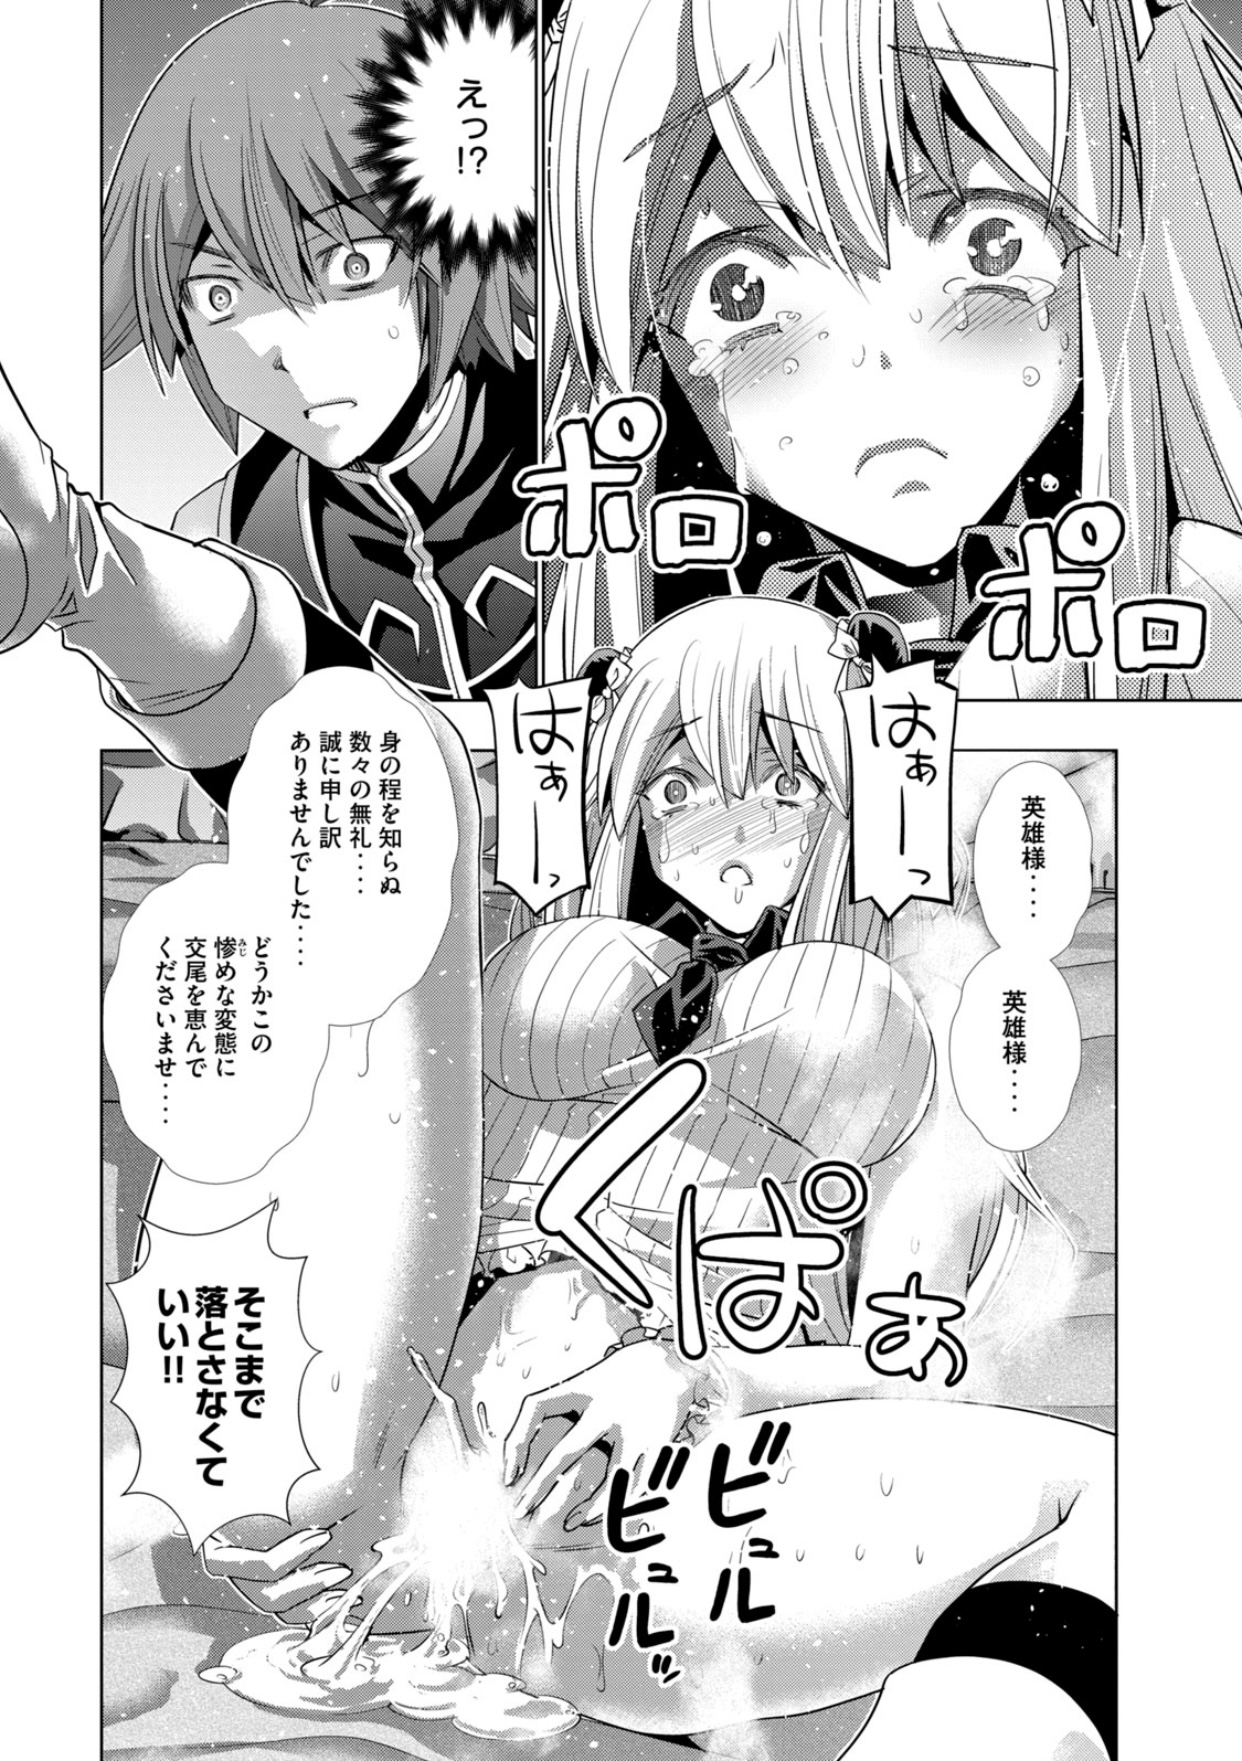 えっ!?
ポロ
ポロ
英雄様‥‥
英雄様‥‥
はぁーっ
はぁーっ
身の程を知らぬ
数々の無礼‥‥
誠に申し訳
ありませんでした‥‥
どうかこの
惨めな変態に
みじ
交尾を恵んで
くださいませ‥‥
くぱぁ
ビュル
ビュルッ
そこまで
落とさなくて
いい!!